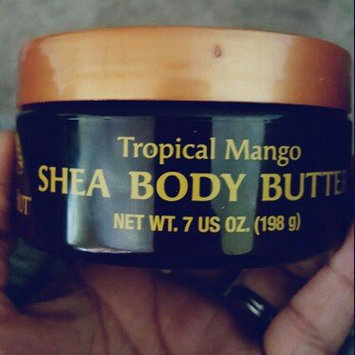 Tropical Mango
SHEA BODY BUTTE
NET WT. 7 US OZ. (198 g)